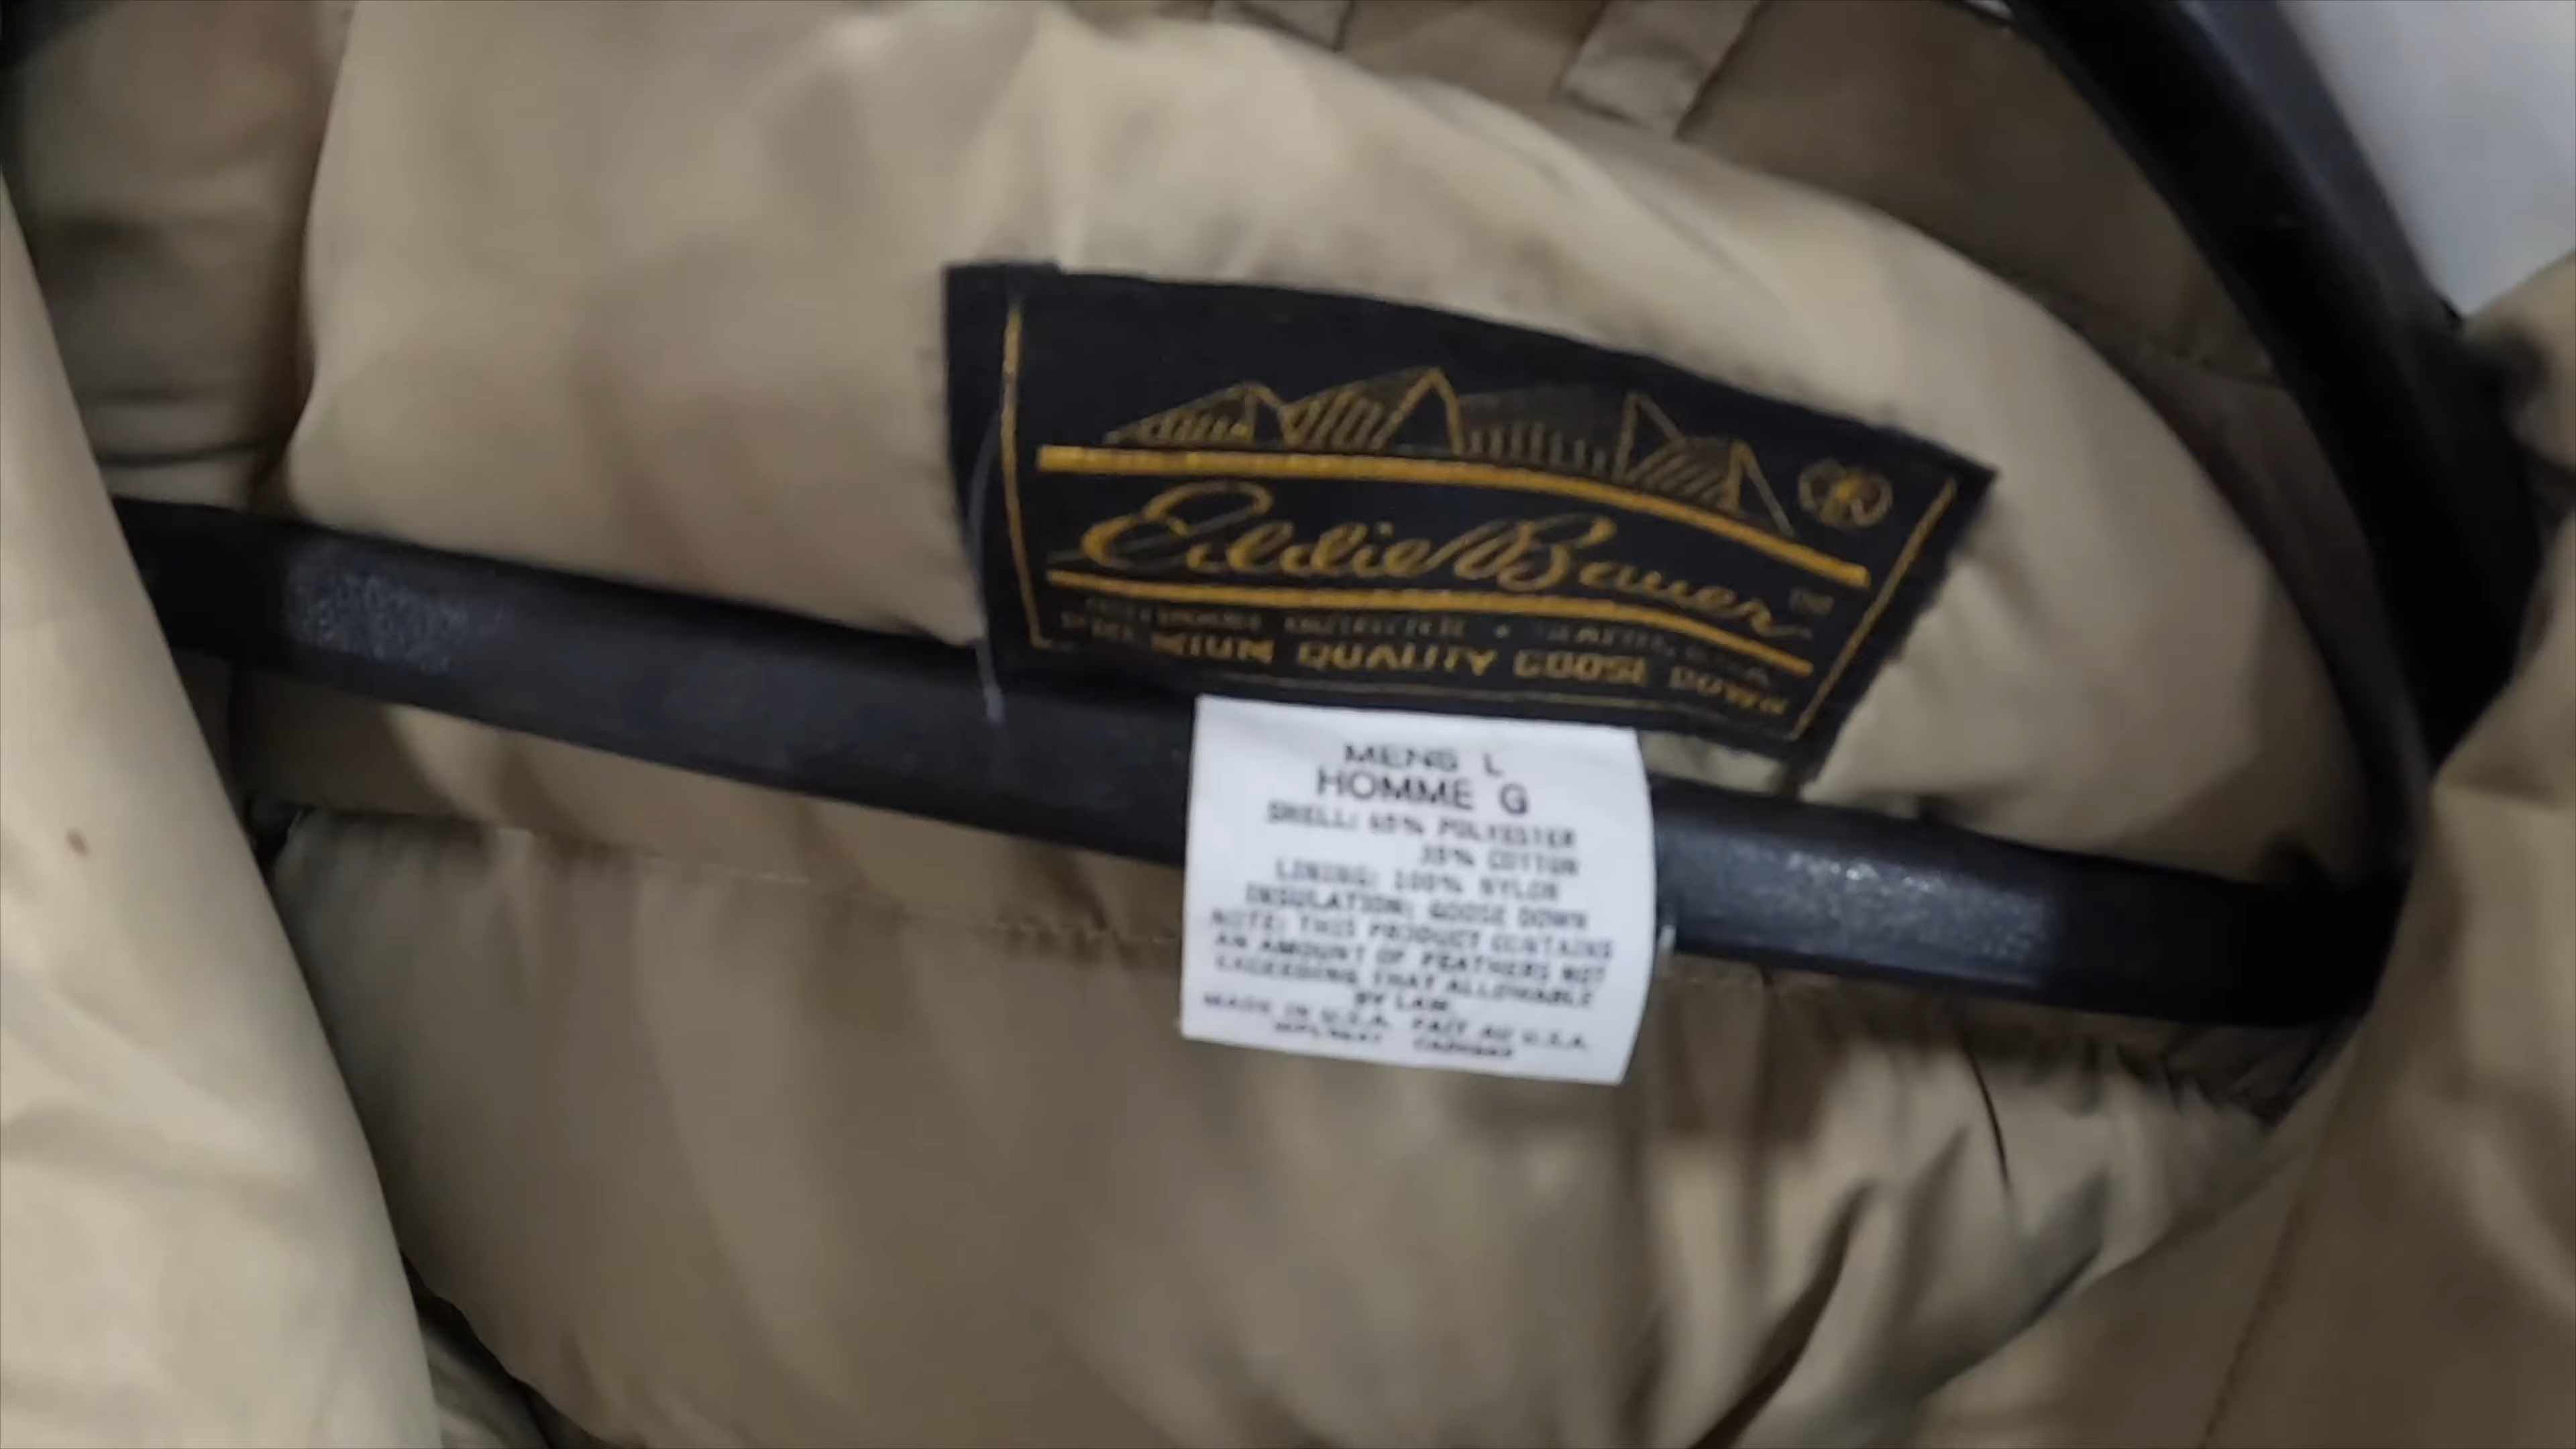 Eddie Bauer
PREMIUM QUALITY GOOSE DOWN
MENS L
HOMME G
SHELL: 65% POLYESTER
35% COTTON
LINING: 100% NYLON
INSULATION: GOOSE DOWN
NOTE: THIS PRODUCT CONTAINS
AN AMOUNT OF FEATHERS NOT
EXCEEDING THAT ALLOWABLE
BY LAW.
MADE IN U.S.A. FAIT AU U.S.A.